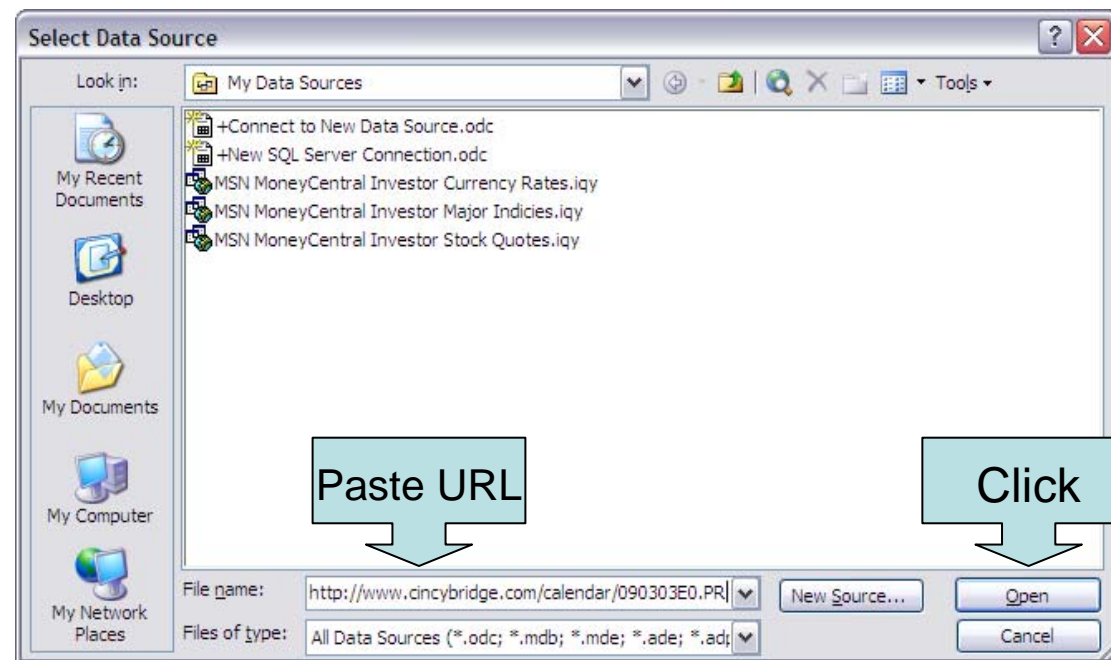 Select Data Source
Look in:
My Data Sources
Tools
+Connect to New Data Source.odc
+New SQL Server Connection.odc
MSN MoneyCentral Investor Currency Rates.iqy
MSN MoneyCentral Investor Major Indicies.iqy
MSN MoneyCentral Investor Stock Quotes.iqy
My Recent
Documents
Desktop
My Documents
My Computer
My Network
Places
Paste URL
Click
File name:
http://www.cincybridge.com/calendar/090303E0.PR
New Source...
Open
Files of type:
All Data Sources (*.odc; *.mdb; *.mde; *.ade; *.adp
Cancel